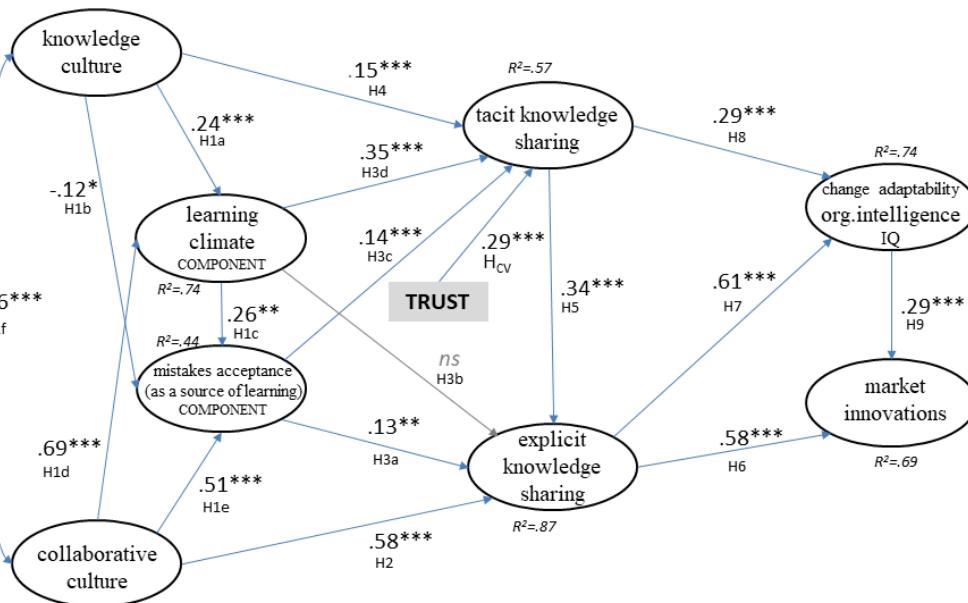 knowledge
culture
.15***
H4
R²=.57
tacit knowledge
sharing
.29***
H8
R²=.74
change adaptability
org.intelligence
IQ
.24***
H1a
.35***
H3d
-.12*
H1b
learning
climate
COMPONENT
R²=.74
.14***
H3c
.29***
HCV
TRUST
.26**
H1c
.34***
H5
.61***
H7
.29***
H9
6***
f
R²=.44
mistakes acceptance
(as a source of learning)
COMPONENT
ns
H3b
market
innovations
R²=.69
.69***
H1d
.51***
H1e
.13**
H3a
explicit
knowledge
sharing
R²=.87
.58***
H6
.58***
H2
collaborative
culture